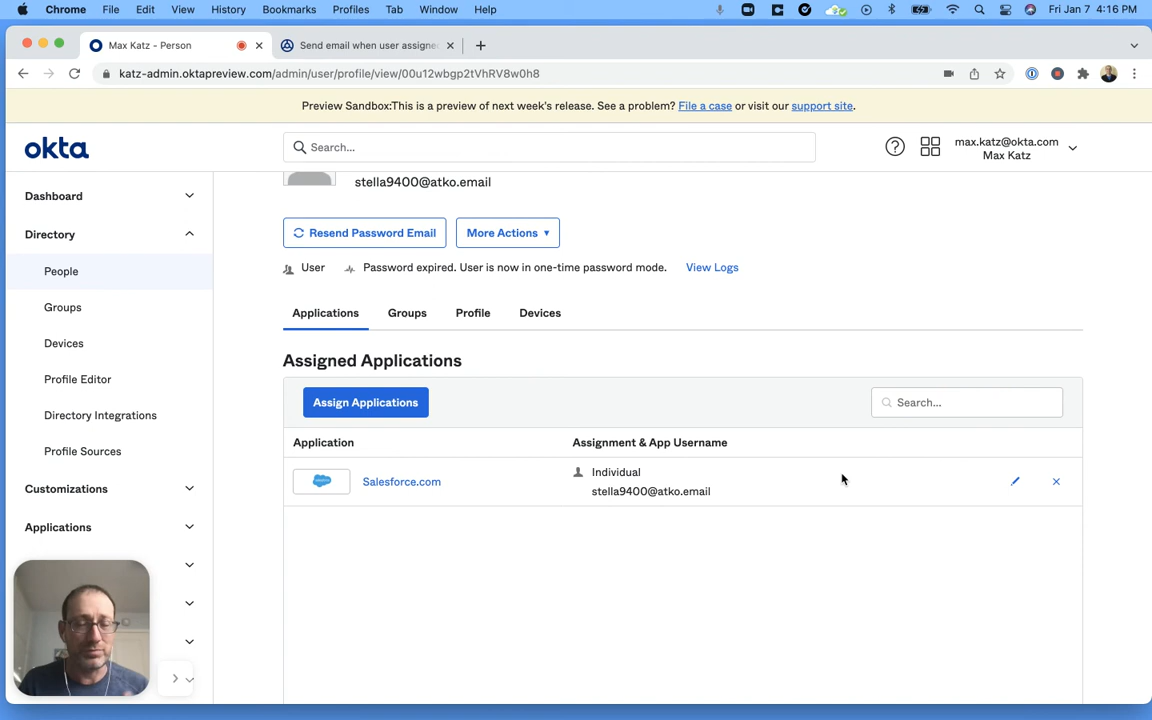 Chrome File Edit View History Bookmarks Profiles Tab Window Help Fri Jan 7 4:16 PM
Max Katz - Person Send email when user assigne
katz-admin.oktapreview.com/admin/user/profile/view/00u12wbgp2tVhRV8w0h8
Preview Sandbox:This is a preview of next week's release. See a problem? File a case or visit our support site.
okta
Search...
max.katz@okta.com
Max Katz
Dashboard
Directory
People
Groups
Devices
Profile Editor
Directory Integrations
Profile Sources
Customizations
Applications
stella9400@atko.email
Resend Password Email More Actions
User Password expired. User is now in one-time password mode. View Logs
Applications Groups Profile Devices
Assigned Applications
Assign Applications Search...
Application Assignment & App Username
Salesforce.com Individual
stella9400@atko.email